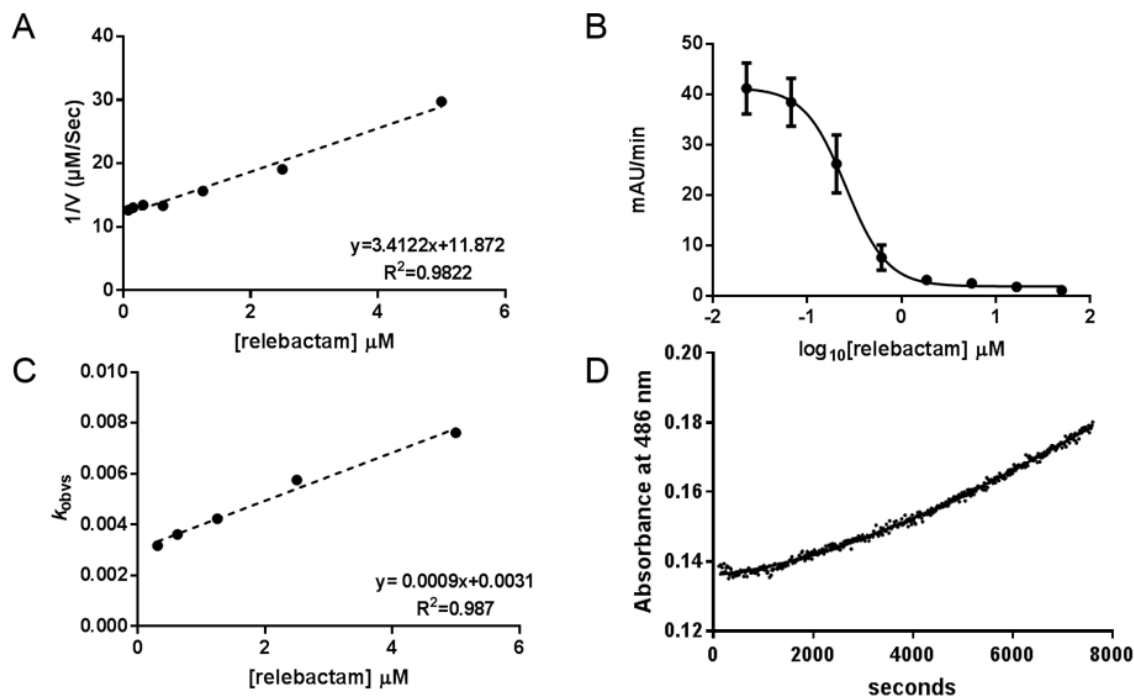 A
40
30
20
10
0
1/V (µM/Sec)
y=3.4122x+11.872
R²=0.9822
0 2 4 6
[relebactam] µM
B
50
40
30
20
10
0
mAU/min
-2 -1 0 1 2
log₁₀[relebactam] µM
C
0.010
0.008
0.006
0.004
0.002
0.000
kobvs
y= 0.0009x+0.0031
R²=0.987
0 2 4 6
[relebactam] µM
D
0.20
0.18
0.16
0.14
0.12
Absorbance at 486 nm
0 2000 4000 6000 8000
seconds